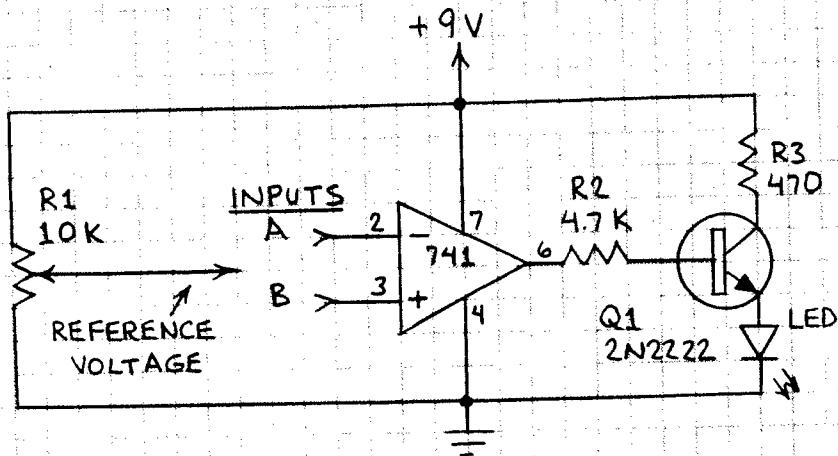 +9V
R1
10K
INPUTS
A
2
−
B
3
+
741
7
4
6
R2
4.7K
R3
470
Q1
2N2222
LED
REFERENCE
VOLTAGE